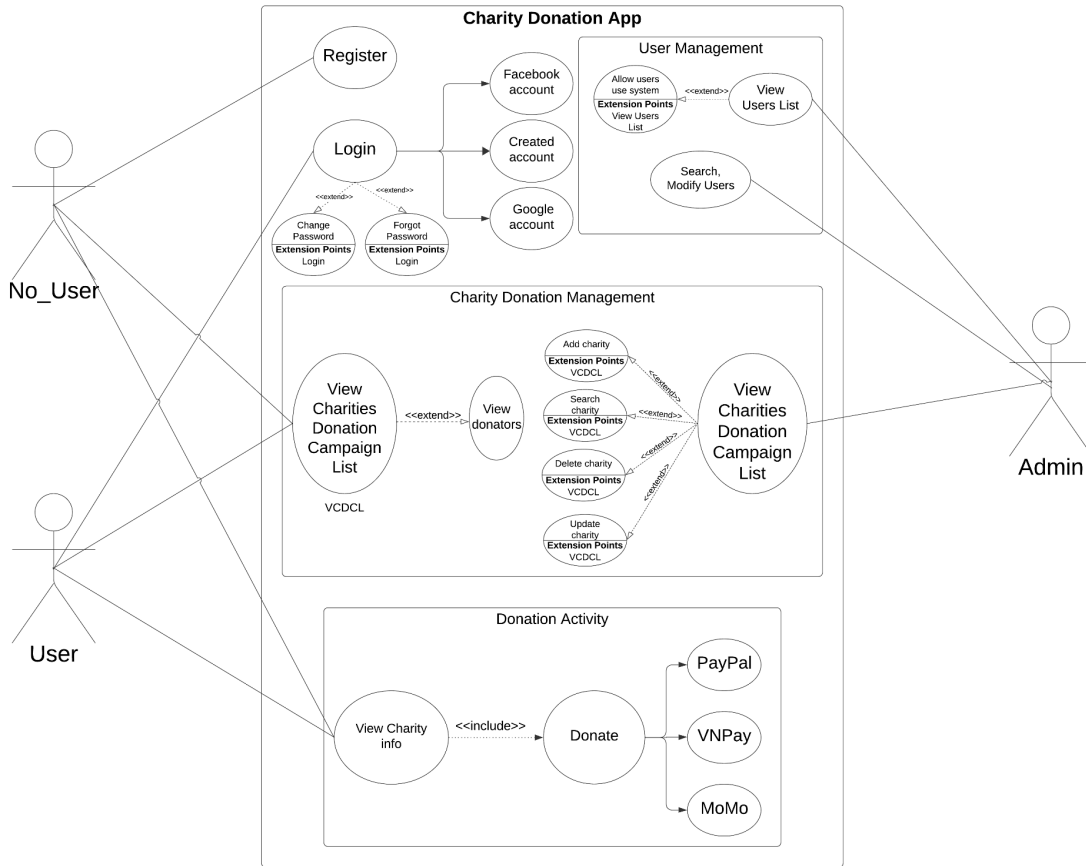 Charity Donation App
Register
Facebook
account
Login
Created
account
Google
account
<<extend>>
<<extend>>
Change
Password
Extension Points
Login
Forgot
Password
Extension Points
Login
User Management
Allow users
use system
Extension Points
View Users
List
<<extend>>
View
Users List
Search,
Modify Users
No_User
User
Admin
Charity Donation Management
View
Charities
Donation
Campaign
List
VCDCL
<<extend>>
View
donators
Add charity
Extension Points
VCDCL
Search
charity
Extension Points
VCDCL
Delete charity
Extension Points
VCDCL
Update
charity
Extension Points
VCDCL
<<extend>>
<<extend>>
<<extend>>
<<extend>>
View
Charities
Donation
Campaign
List
Donation Activity
View Charity
info
<<include>>
Donate
PayPal
VNPay
MoMo